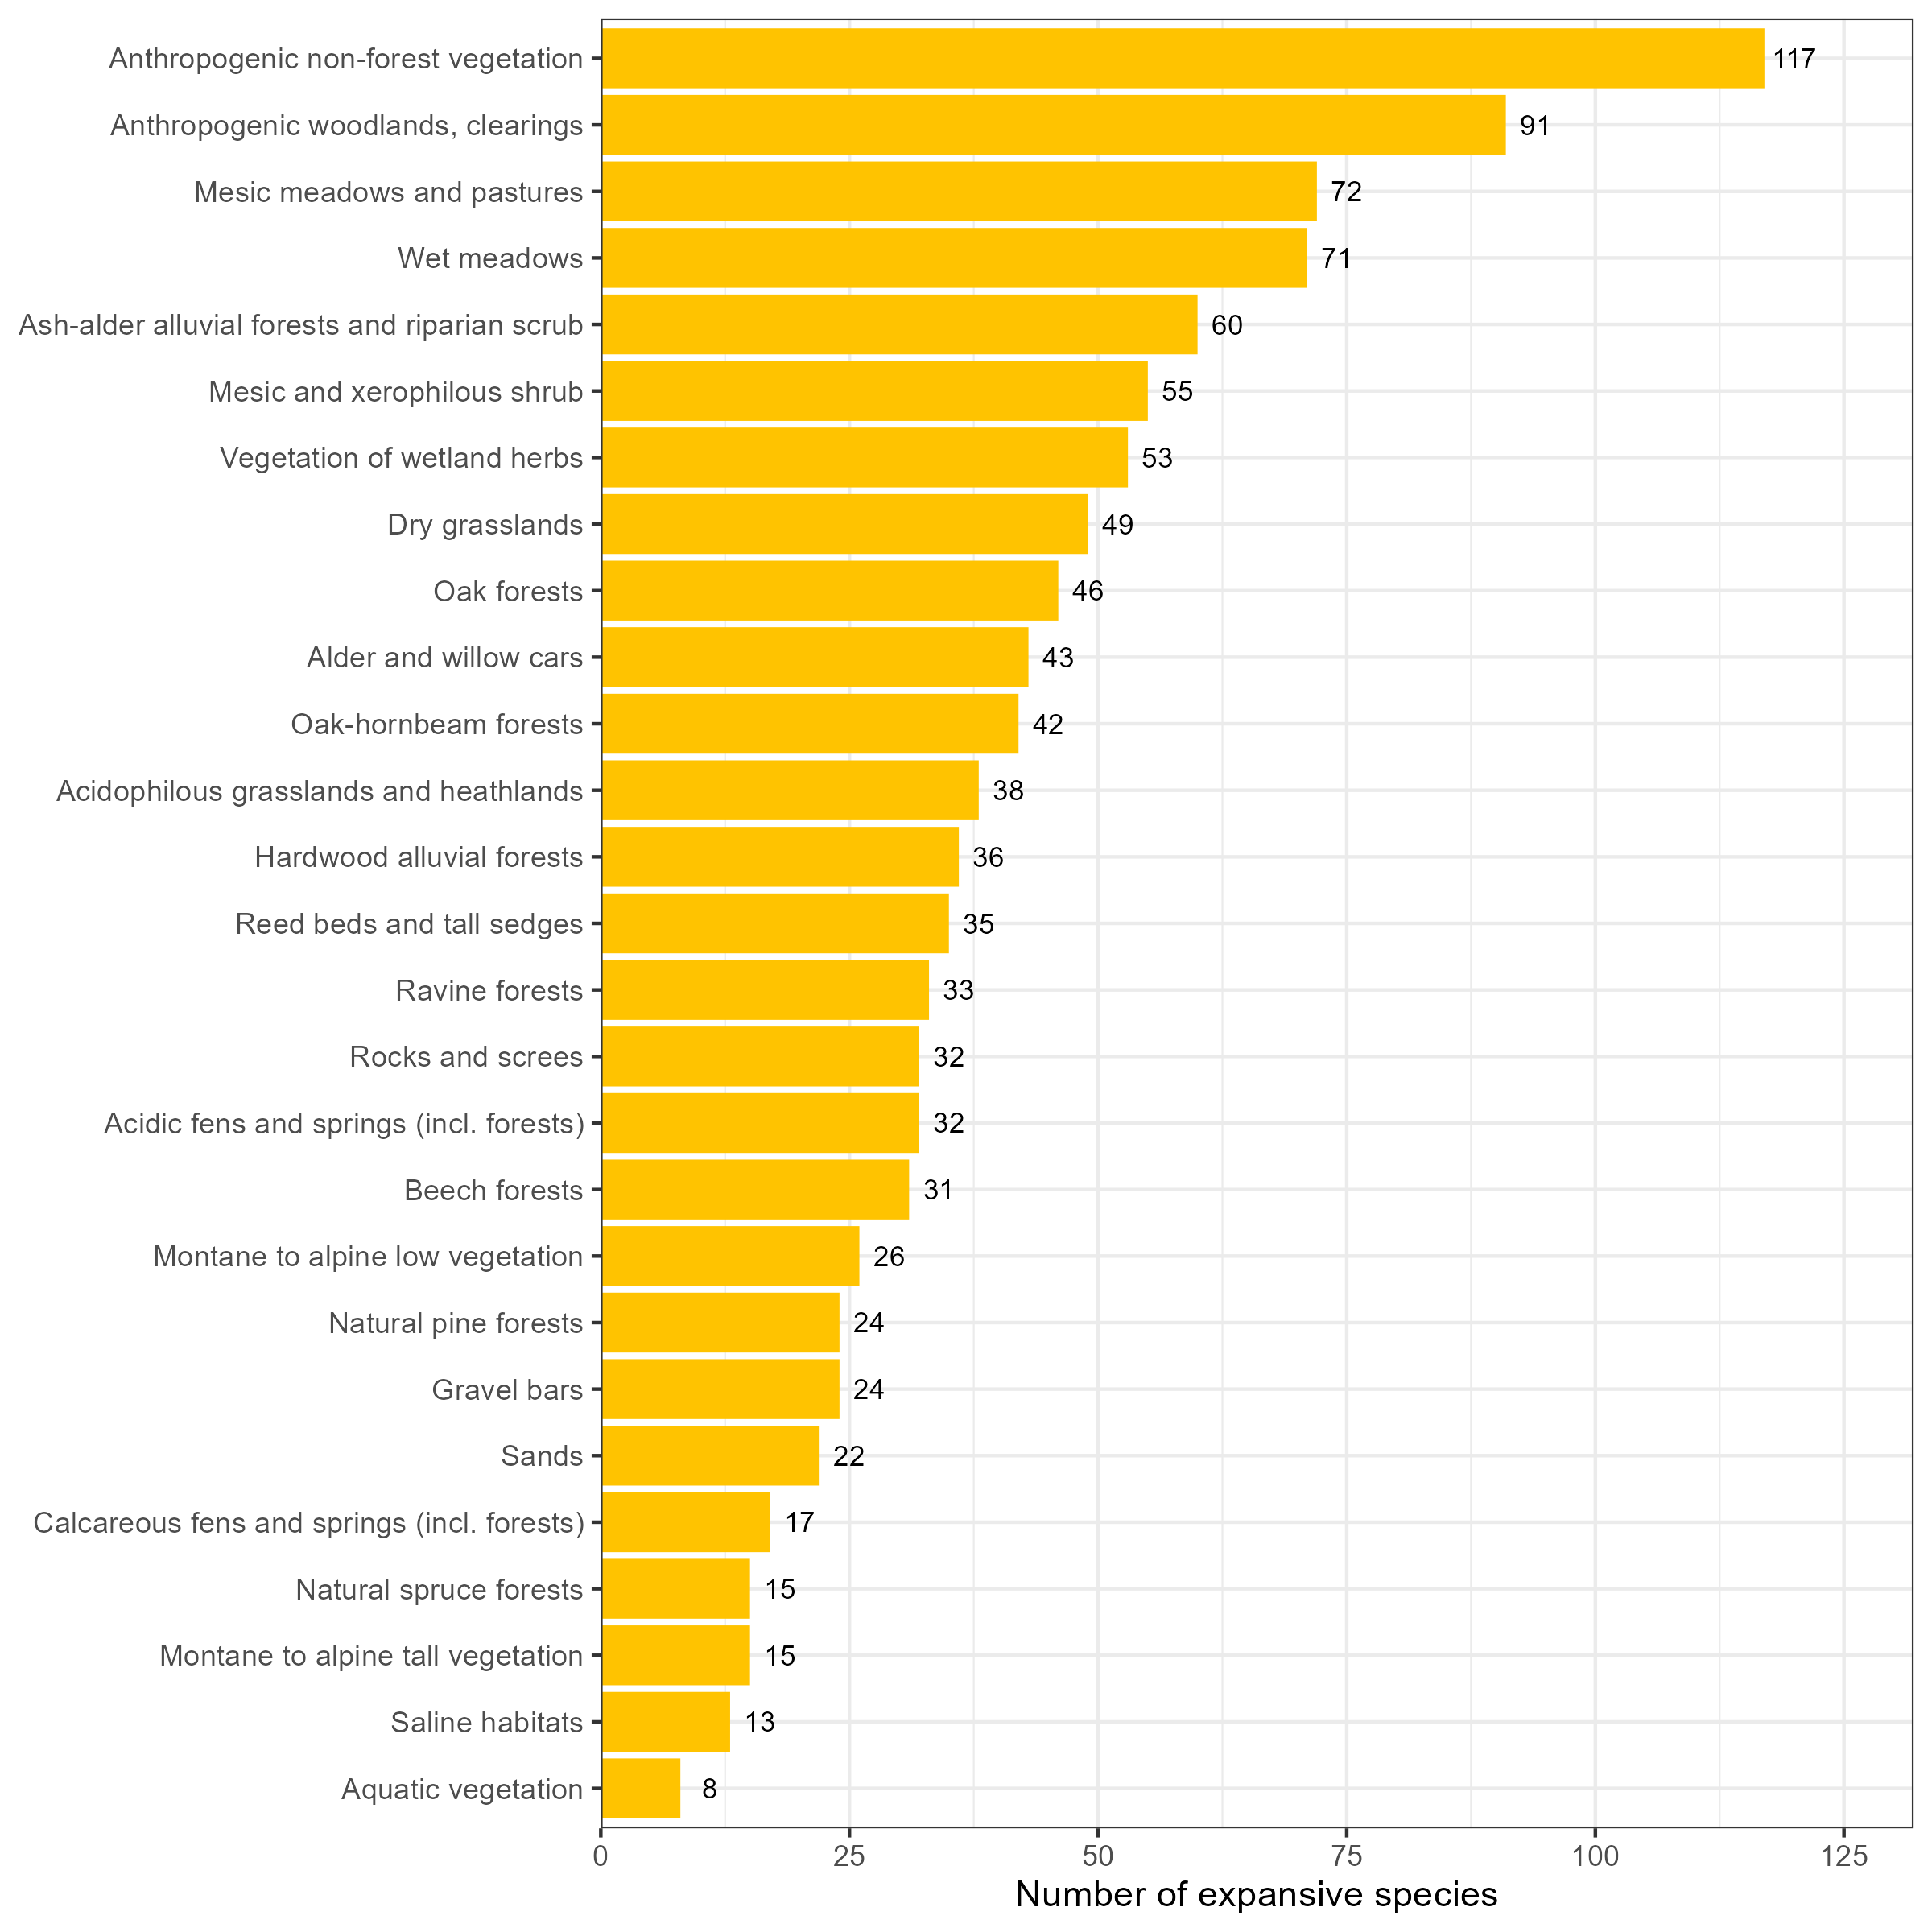 Anthropogenic non-forest vegetation 117
Anthropogenic woodlands, clearings 91
Mesic meadows and pastures 72
Wet meadows 71
Ash-alder alluvial forests and riparian scrub 60
Mesic and xerophilous shrub 55
Vegetation of wetland herbs 53
Dry grasslands 49
Oak forests 46
Alder and willow cars 43
Oak-hornbeam forests 42
Acidophilous grasslands and heathlands 38
Hardwood alluvial forests 36
Reed beds and tall sedges 35
Ravine forests 33
Rocks and screes 32
Acidic fens and springs (incl. forests) 32
Beech forests 31
Montane to alpine low vegetation 26
Natural pine forests 24
Gravel bars 24
Sands 22
Calcareous fens and springs (incl. forests) 17
Natural spruce forests 15
Montane to alpine tall vegetation 15
Saline habitats 13
Aquatic vegetation 8
0 25 50 75 100 125
Number of expansive species